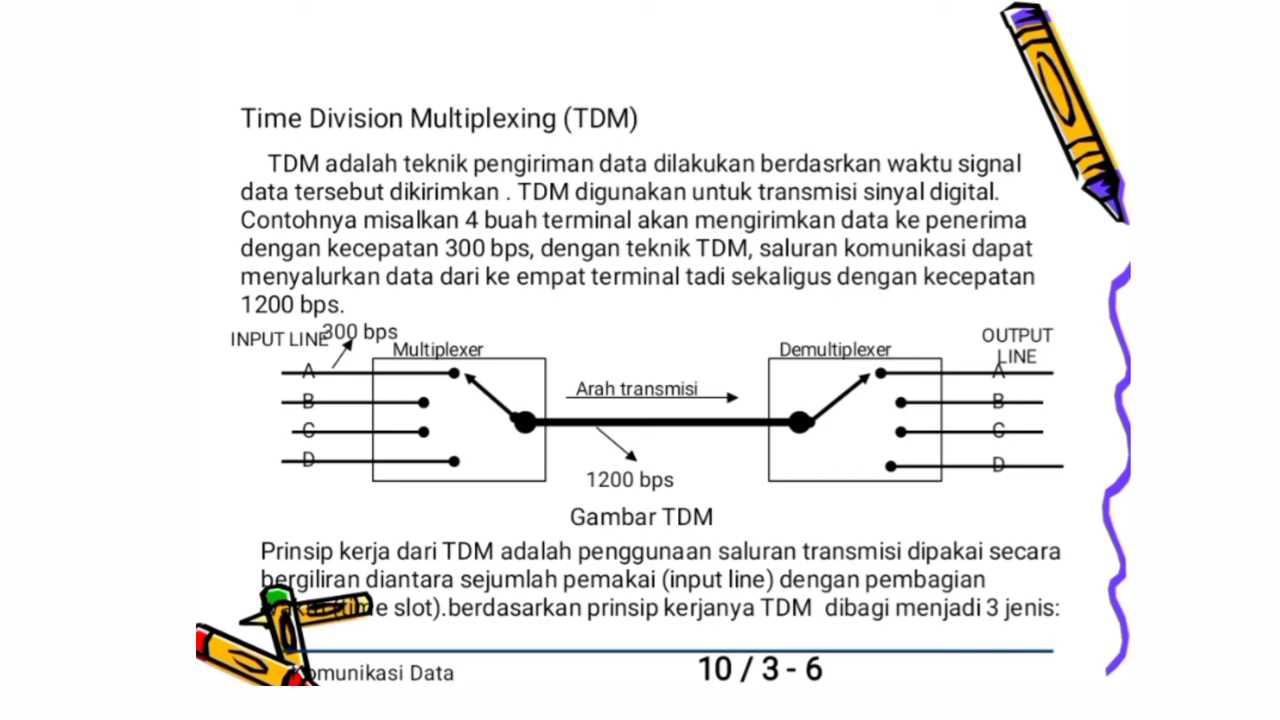 Time Division Multiplexing (TDM)
TDM adalah teknik pengiriman data dilakukan berdasrkan waktu signal
data tersebut dikirimkan . TDM digunakan untuk transmisi sinyal digital.
Contohnya misalkan 4 buah terminal akan mengirimkan data ke penerima
dengan kecepatan 300 bps, dengan teknik TDM, saluran komunikasi dapat
menyalurkan data dari ke empat terminal tadi sekaligus dengan kecepatan
1200 bps.
INPUT LINE
300 bps
Multiplexer
Demultiplexer
OUTPUT
LINE
A
B
C
D
Arah transmisi
1200 bps
A
B
C
D
Gambar TDM
Prinsip kerja dari TDM adalah penggunaan saluran transmisi dipakai secara
bergiliran diantara sejumlah pemakai (input line) dengan pembagian
slot).berdasarkan prinsip kerjanya TDM dibagi menjadi 3 jenis:
Komunikasi Data
10 / 3 - 6